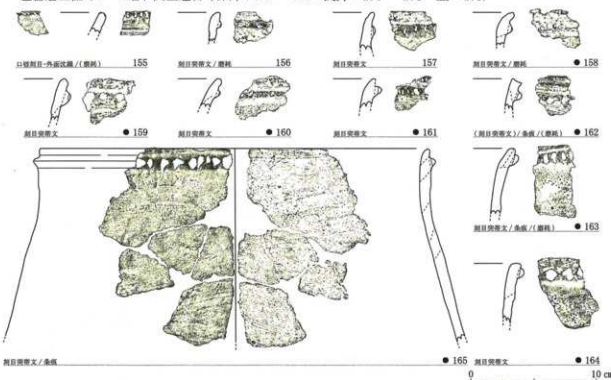 口唇刻目・外面沈線/(磨耗) 155
刻目突帯文/磨耗 156
刻目突帯文 157
刻目突帯文/磨耗 ● 158
刻目突帯文 ● 159
刻目突帯文 ● 160
刻目突帯文 ● 161
(刻目突帯文)/条痕/(磨耗) ● 162
刻目突帯文/条痕/(磨耗) ● 163
刻目突帯文/条痕 ● 165
刻目突帯文 ● 164
0 10 cm